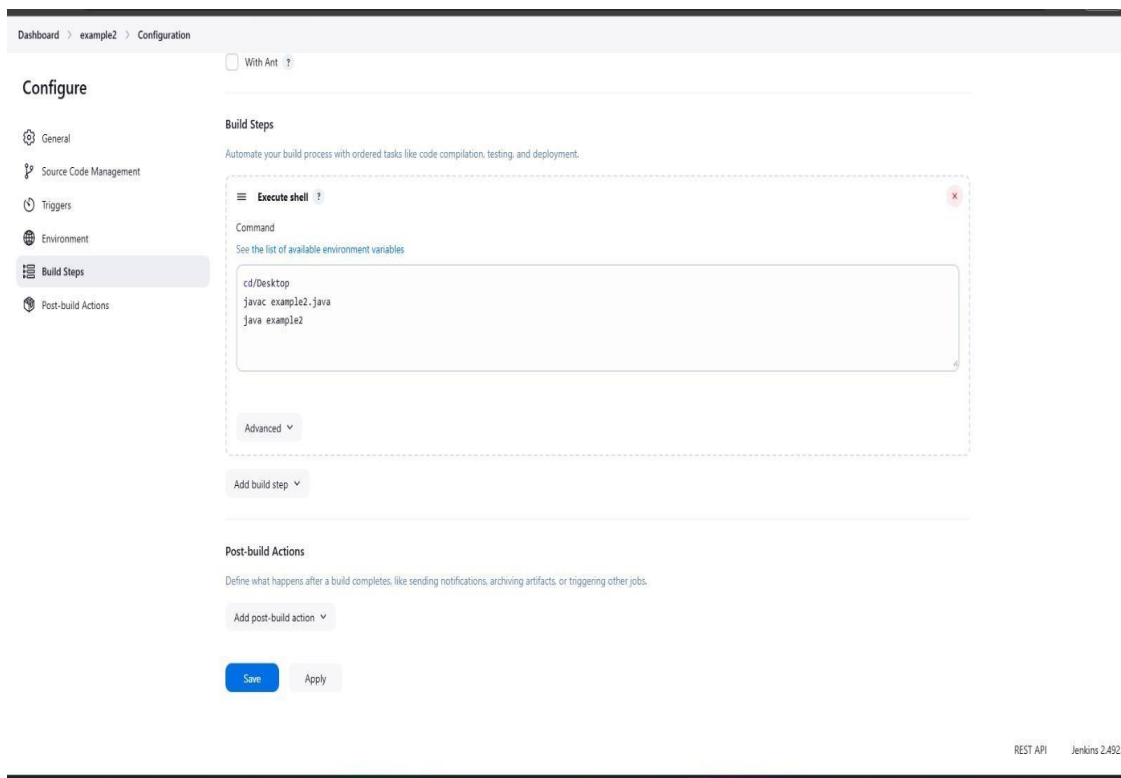 Dashboard > example2 > Configuration
With Ant ?
Configure
General
Source Code Management
Triggers
Environment
Build Steps
Post-build Actions
Build Steps
Automate your build process with ordered tasks like code compilation, testing, and deployment.
Execute shell ?
Command
See the list of available environment variables
cd/Desktop
javac example2.java
java example2
Advanced
Add build step
Post-build Actions
Define what happens after a build completes, like sending notifications, archiving artifacts, or triggering other jobs.
Add post-build action
Save Apply
REST API Jenkins 2.492